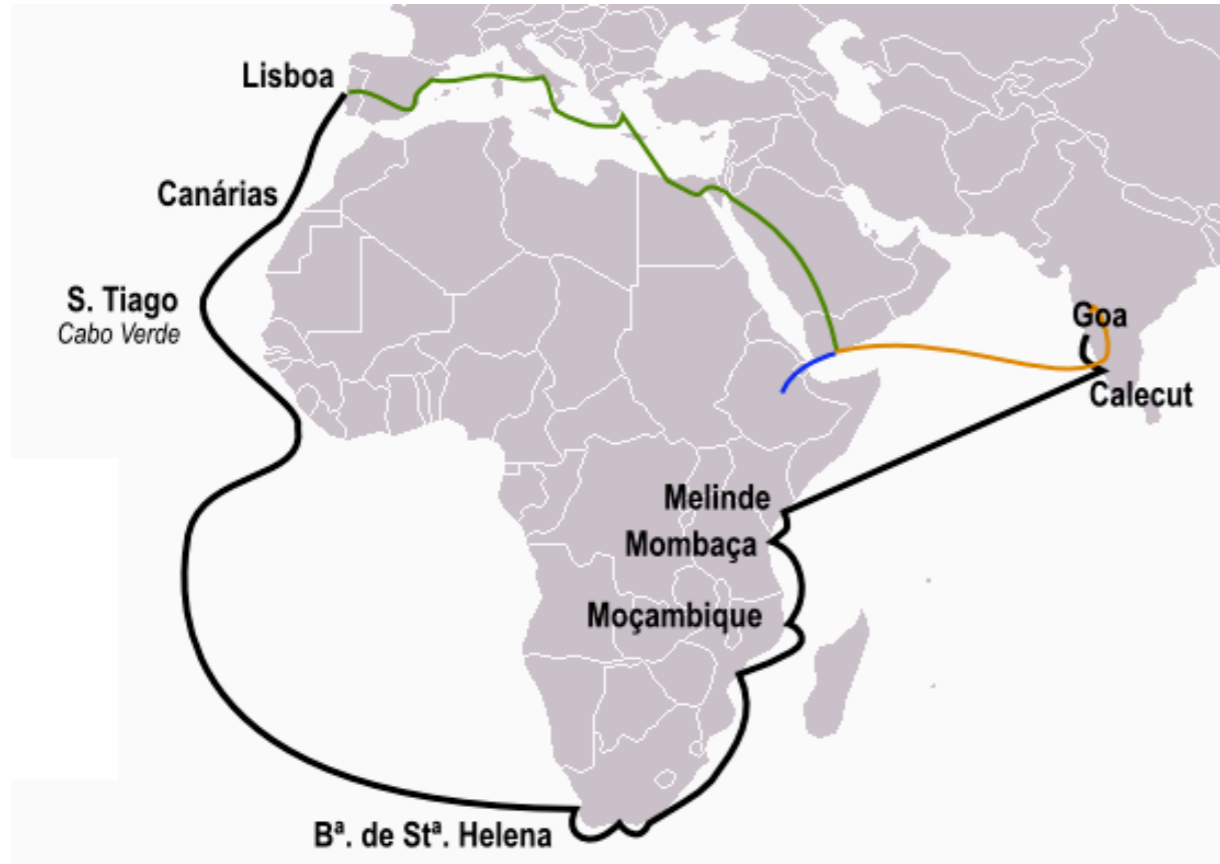 Lisboa
Canárias
S. Tiago
Cabo Verde
Goa
Calecut
Melinde
Mombaça
Moçambique
Bª. de Stª. Helena